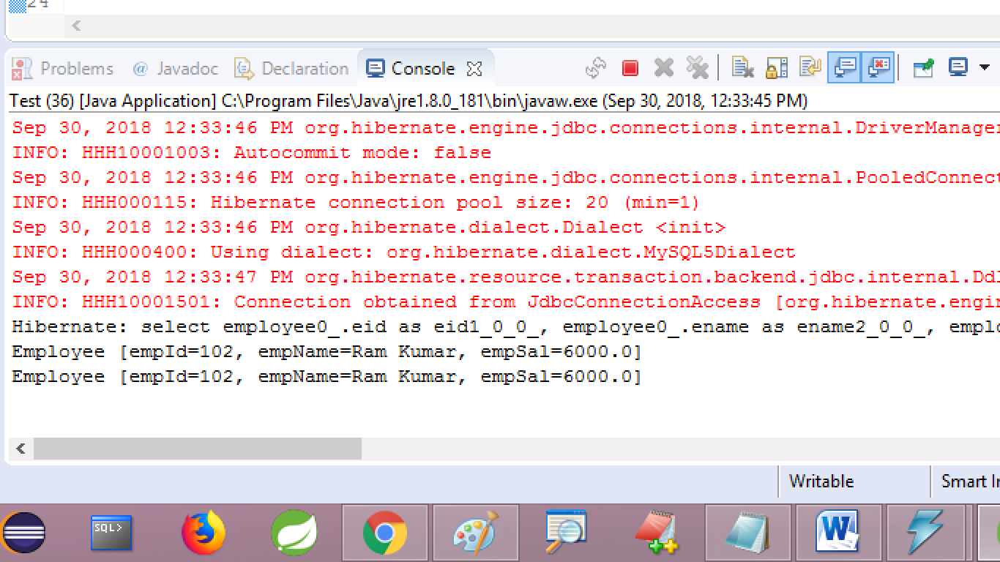 24
Problems @ Javadoc Declaration Console
Test (36) [Java Application] C:\Program Files\Java\jre1.8.0_181\bin\javaw.exe (Sep 30, 2018, 12:33:45 PM)
Sep 30, 2018 12:33:46 PM org.hibernate.engine.jdbc.connections.internal.DriverManager
INFO: HHH10001003: Autocommit mode: false
Sep 30, 2018 12:33:46 PM org.hibernate.engine.jdbc.connections.internal.PooledConnect
INFO: HHH000115: Hibernate connection pool size: 20 (min=1)
Sep 30, 2018 12:33:46 PM org.hibernate.dialect.Dialect <init>
INFO: HHH000400: Using dialect: org.hibernate.dialect.MySQL5Dialect
Sep 30, 2018 12:33:47 PM org.hibernate.resource.transaction.backend.jdbc.internal.Ddl
INFO: HHH10001501: Connection obtained from JdbcConnectionAccess [org.hibernate.engin
Hibernate: select employee0_.eid as eid1_0_0_, employee0_.ename as ename2_0_0_, emplo
Employee [empId=102, empName=Ram Kumar, empSal=6000.0]
Employee [empId=102, empName=Ram Kumar, empSal=6000.0]
Writable Smart In
SQL> W